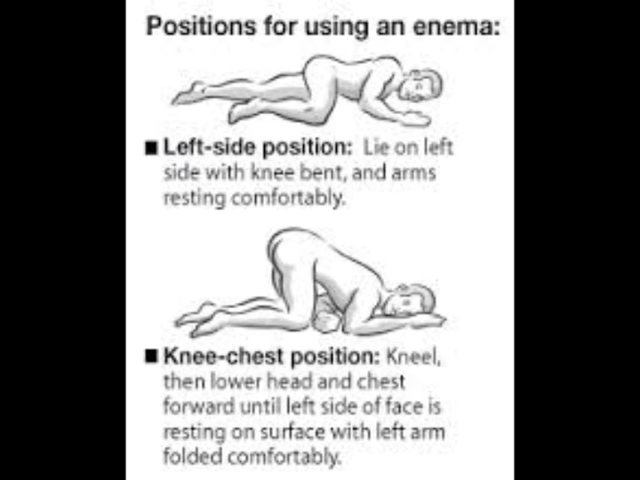 Positions for using an enema:
■ Left-side position: Lie on left
side with knee bent, and arms
resting comfortably.
■ Knee-chest position: Kneel,
then lower head and chest
forward until left side of face is
resting on surface with left arm
folded comfortably.